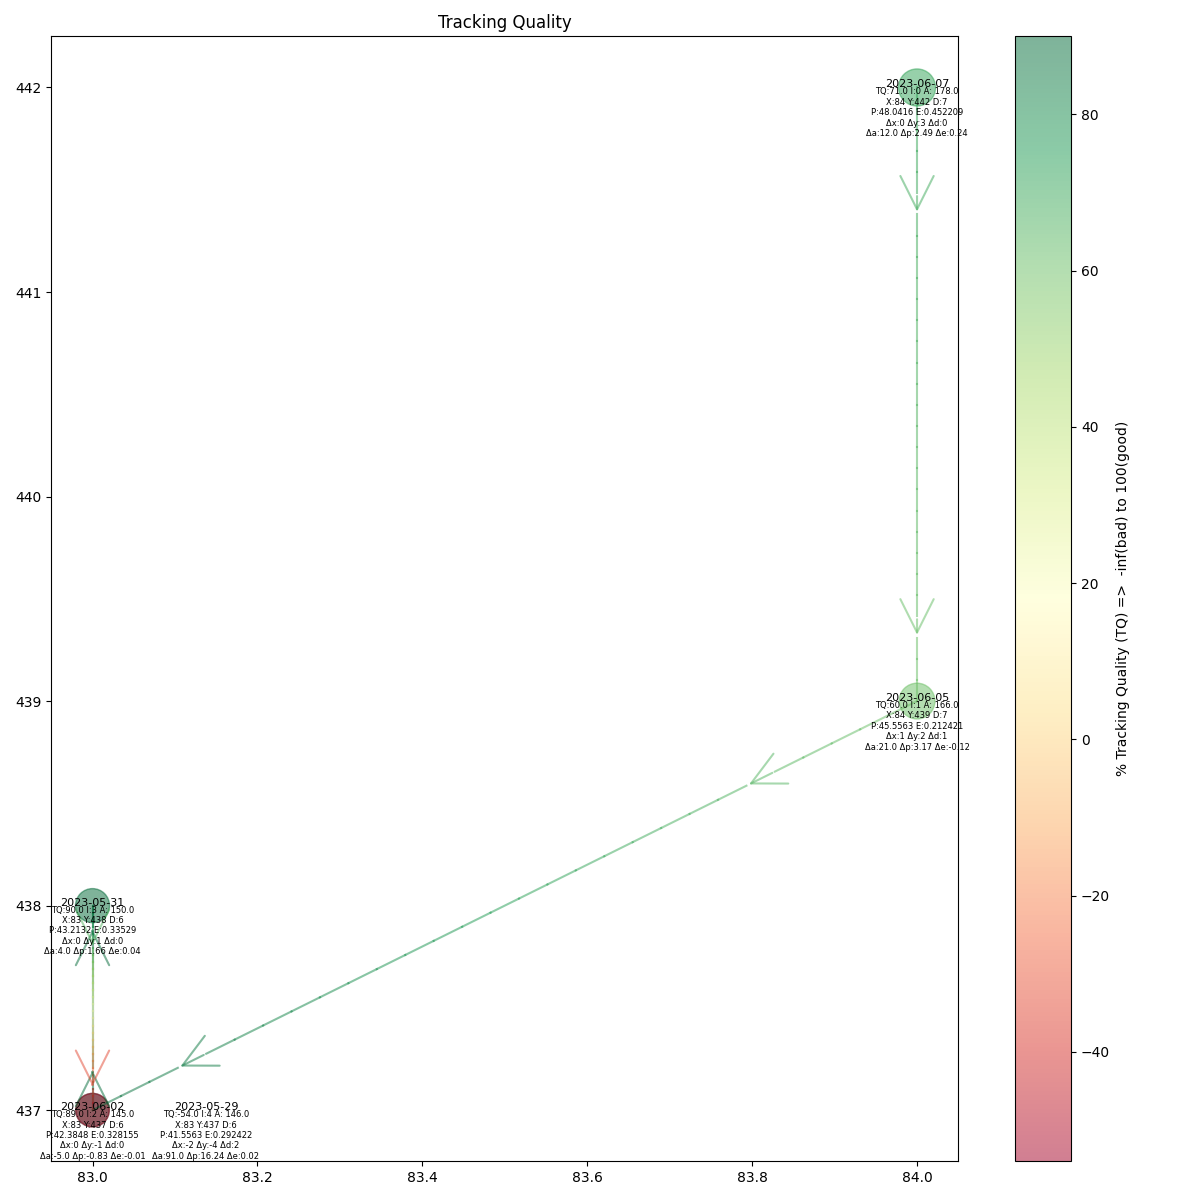 Tracking Quality
442
441
440
439
438
437
83.0
83.2
83.4
83.6
83.8
84.0
2023-06-07
TQ:71.0 I:0 A: 178.0
X:84 Y:442 D:7
P:48.0416 E:0.452209
Δx:0 Δy:3 Δd:0
Δa:12.0 Δp:2.49 Δe:0.24
2023-06-05
TQ:60.0 I:1 A: 166.0
X:84 Y:439 D:7
P:45.5563 E:0.212421
Δx:1 Δy:2 Δd:1
Δa:21.0 Δp:3.17 Δe:-0.12
2023-05-31
TQ:90.0 I:3 A: 150.0
X:83 Y:438 D:6
P:43.2132 E:0.33529
Δx:0 Δy:1 Δd:0
Δa:4.0 Δp:1.66 Δe:0.04
2023-06-02
TQ:89.0 I:2 A: 145.0
X:83 Y:437 D:6
P:42.3848 E:0.328155
Δx:0 Δy:-1 Δd:0
Δa:-5.0 Δp:-0.83 Δe:-0.01
2023-05-29
TQ:-54.0 I:4 A: 146.0
X:83 Y:437 D:6
P:41.5563 E:0.292422
Δx:-2 Δy:-4 Δd:2
Δa:91.0 Δp:16.24 Δe:0.02
80
60
40
20
0
−20
−40
% Tracking Quality (TQ) =>  -inf(bad) to 100(good)